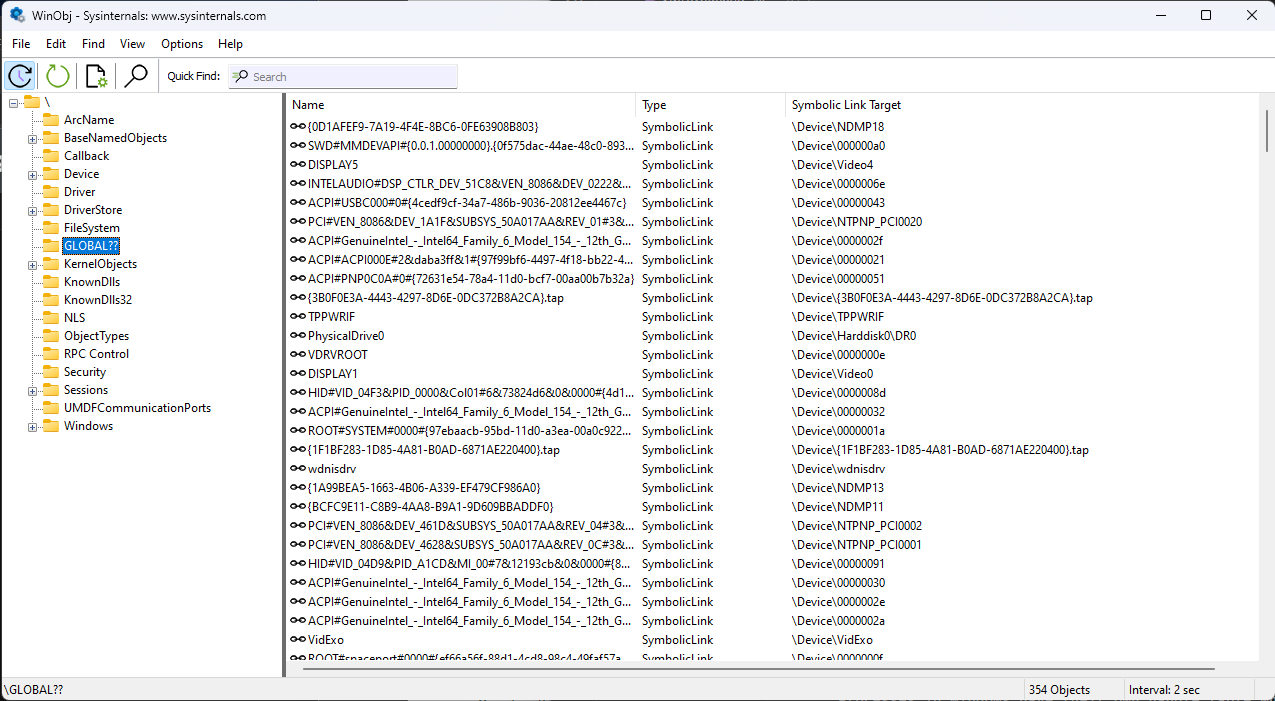 WinObj - Sysinternals: www.sysinternals.com
File Edit Find View Options Help
Quick Find: Search
\
ArcName
BaseNamedObjects
Callback
Device
Driver
DriverStore
FileSystem
GLOBAL??
KernelObjects
KnownDlls
KnownDlls32
NLS
ObjectTypes
RPC Control
Security
Sessions
UMDFCommunicationPorts
Windows
Name Type Symbolic Link Target
{0D1AFEF9-7A19-4F4E-8BC6-0FE63908B803} SymbolicLink \Device\NDMP18
SWD#MMDEVAPI#{0.0.1.00000000}.{0f575dac-44ae-48c0-893... SymbolicLink \Device\000000a0
DISPLAY5 SymbolicLink \Device\Video4
INTELAUDIO#DSP_CTLR_DEV_51C8&VEN_8086&DEV_0222&... SymbolicLink \Device\0000006e
ACPI#USBC000#0#{4cedf9cf-34a7-486b-9036-20812ee4467c} SymbolicLink \Device\00000043
PCI#VEN_8086&DEV_1A1F&SUBSYS_50A017AA&REV_01#3&... SymbolicLink \Device\NTPNP_PCI0020
ACPI#GenuineIntel_-_Intel64_Family_6_Model_154_-_12th_G... SymbolicLink \Device\0000002f
ACPI#ACPI000E#2&daba3ff&1#{97f99bf6-4497-4f18-bb22-4... SymbolicLink \Device\00000021
ACPI#PNP0C0A#0#{72631e54-78a4-11d0-bcf7-00aa00b7b32a} SymbolicLink \Device\00000051
{3B0F0E3A-4443-4297-8D6E-0DC372B8A2CA}.tap SymbolicLink \Device\{3B0F0E3A-4443-4297-8D6E-0DC372B8A2CA}.tap
TPPWRIF SymbolicLink \Device\TPPWRIF
PhysicalDrive0 SymbolicLink \Device\Harddisk0\DR0
VDRVROOT SymbolicLink \Device\0000000e
DISPLAY1 SymbolicLink \Device\Video0
HID#VID_04F3&PID_0000&Col01#6&73824d6&0&0000#{4d1... SymbolicLink \Device\0000008d
ACPI#GenuineIntel_-_Intel64_Family_6_Model_154_-_12th_G... SymbolicLink \Device\00000032
ROOT#SYSTEM#0000#{97ebaacb-95bd-11d0-a3ea-00a0c922... SymbolicLink \Device\0000001a
{1F1BF283-1D85-4A81-B0AD-6871AE220400}.tap SymbolicLink \Device\{1F1BF283-1D85-4A81-B0AD-6871AE220400}.tap
wdnisdrv SymbolicLink \Device\wdnisdrv
{1A99BEA5-1663-4B06-A339-EF479CF986A0} SymbolicLink \Device\NDMP13
{BCFC9E11-C8B9-4AA8-B9A1-9D609BBADDF0} SymbolicLink \Device\NDMP11
PCI#VEN_8086&DEV_461D&SUBSYS_50A017AA&REV_04#3&... SymbolicLink \Device\NTPNP_PCI0002
PCI#VEN_8086&DEV_4628&SUBSYS_50A017AA&REV_0C#3&... SymbolicLink \Device\NTPNP_PCI0001
HID#VID_04D9&PID_A1CD&MI_00#7&12193cb&0&0000#{8... SymbolicLink \Device\00000091
ACPI#GenuineIntel_-_Intel64_Family_6_Model_154_-_12th_G... SymbolicLink \Device\00000030
ACPI#GenuineIntel_-_Intel64_Family_6_Model_154_-_12th_G... SymbolicLink \Device\0000002e
ACPI#GenuineIntel_-_Intel64_Family_6_Model_154_-_12th_G... SymbolicLink \Device\0000002a
VidExo SymbolicLink \Device\VidExo
ROOT#spaceport#0000#{ef66a56f-88d1-4cd8-98c4-49faf57a... SymbolicLink \Device\0000000f
\GLOBAL?? 354 Objects Interval: 2 sec